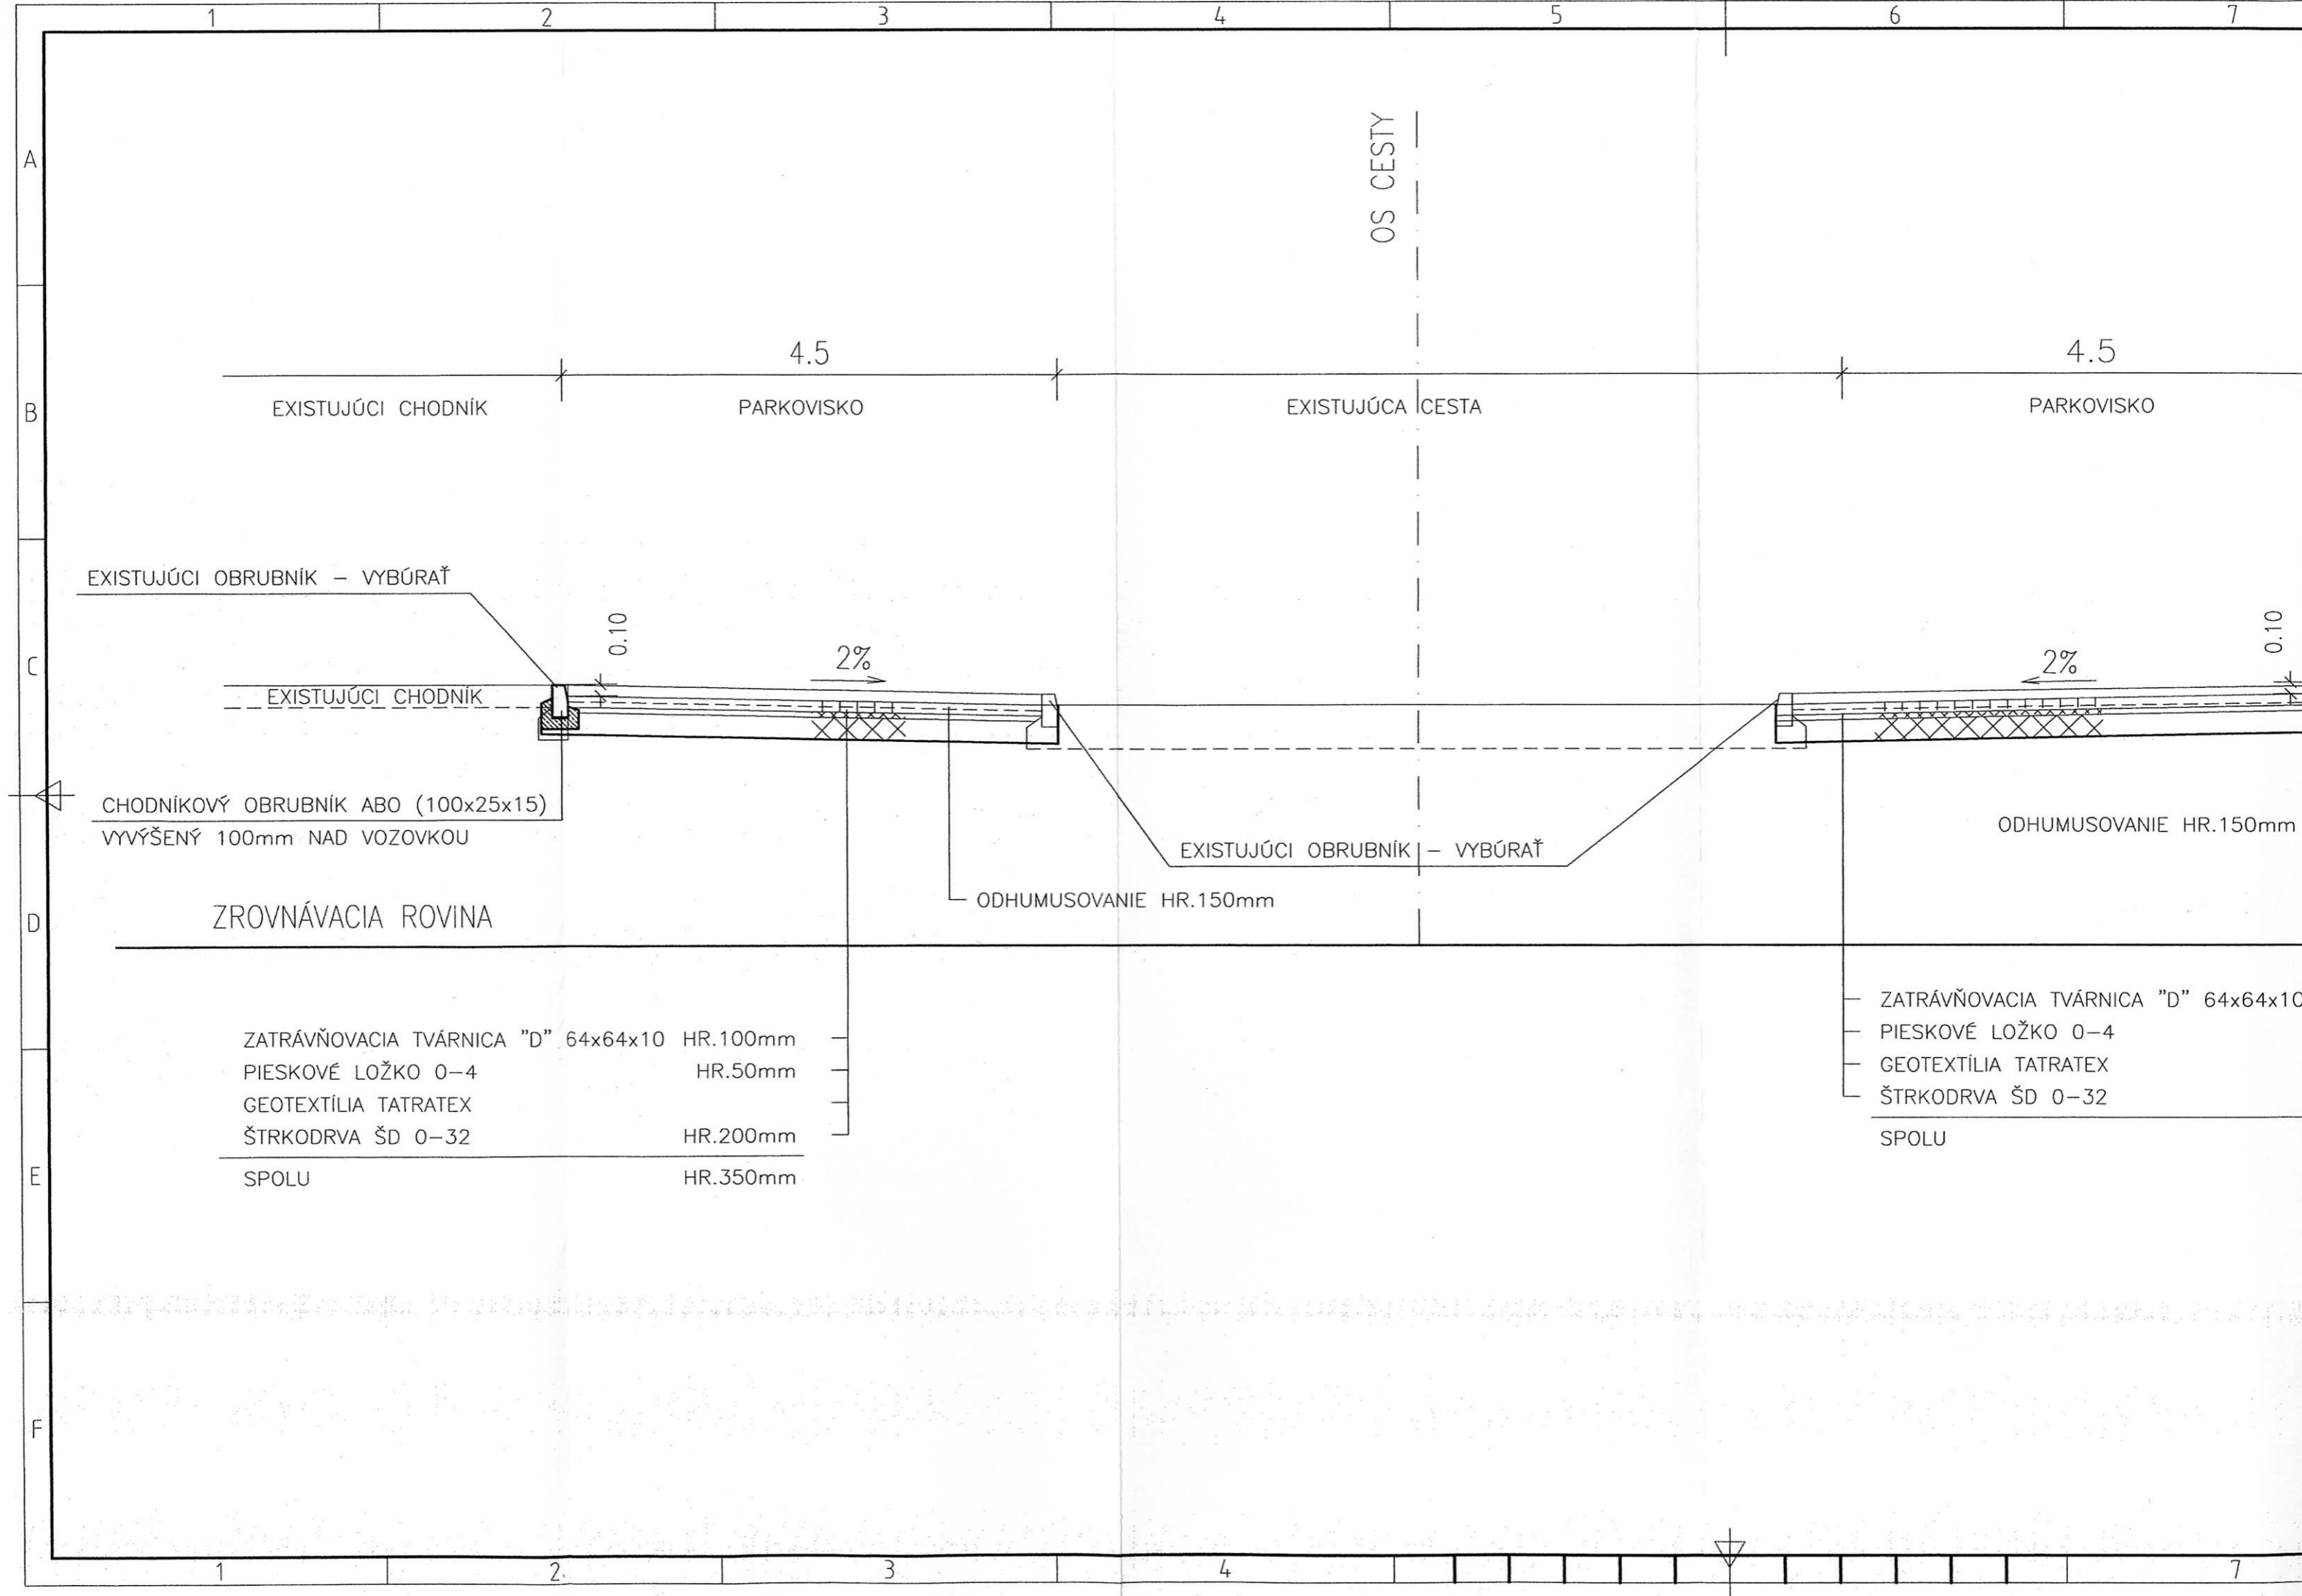 1 2 3 4 5 6 7
A
OS CESTY
4.5 4.5
B
EXISTUJÚCI CHODNÍK PARKOVISKO EXISTUJÚCA CESTA PARKOVISKO
EXISTUJÚCI OBRUBNÍK – VYBÚRAŤ
0.10 0.10
C
2% 2%
EXISTUJÚCI CHODNÍK
CHODNÍKOVÝ OBRUBNÍK ABO (100x25x15)
VYVÝŠENÝ 100mm NAD VOZOVKOU
ODHUMUSOVANIE HR.150mm
EXISTUJÚCI OBRUBNÍK – VYBÚRAŤ
ODHUMUSOVANIE HR.150mm
D
ZROVNÁVACIA ROVINA
ZATRÁVŇOVACIA TVÁRNICA "D" 64x64x10 HR.100mm
PIESKOVÉ LOŽKO 0–4 HR.50mm
GEOTEXTÍLIA TATRATEX
ŠTRKODRVA ŠD 0–32 HR.200mm
SPOLU HR.350mm
ZATRÁVŇOVACIA TVÁRNICA "D" 64x64x10
PIESKOVÉ LOŽKO 0–4
GEOTEXTÍLIA TATRATEX
ŠTRKODRVA ŠD 0–32
SPOLU
E
F
1 2 3 4 7